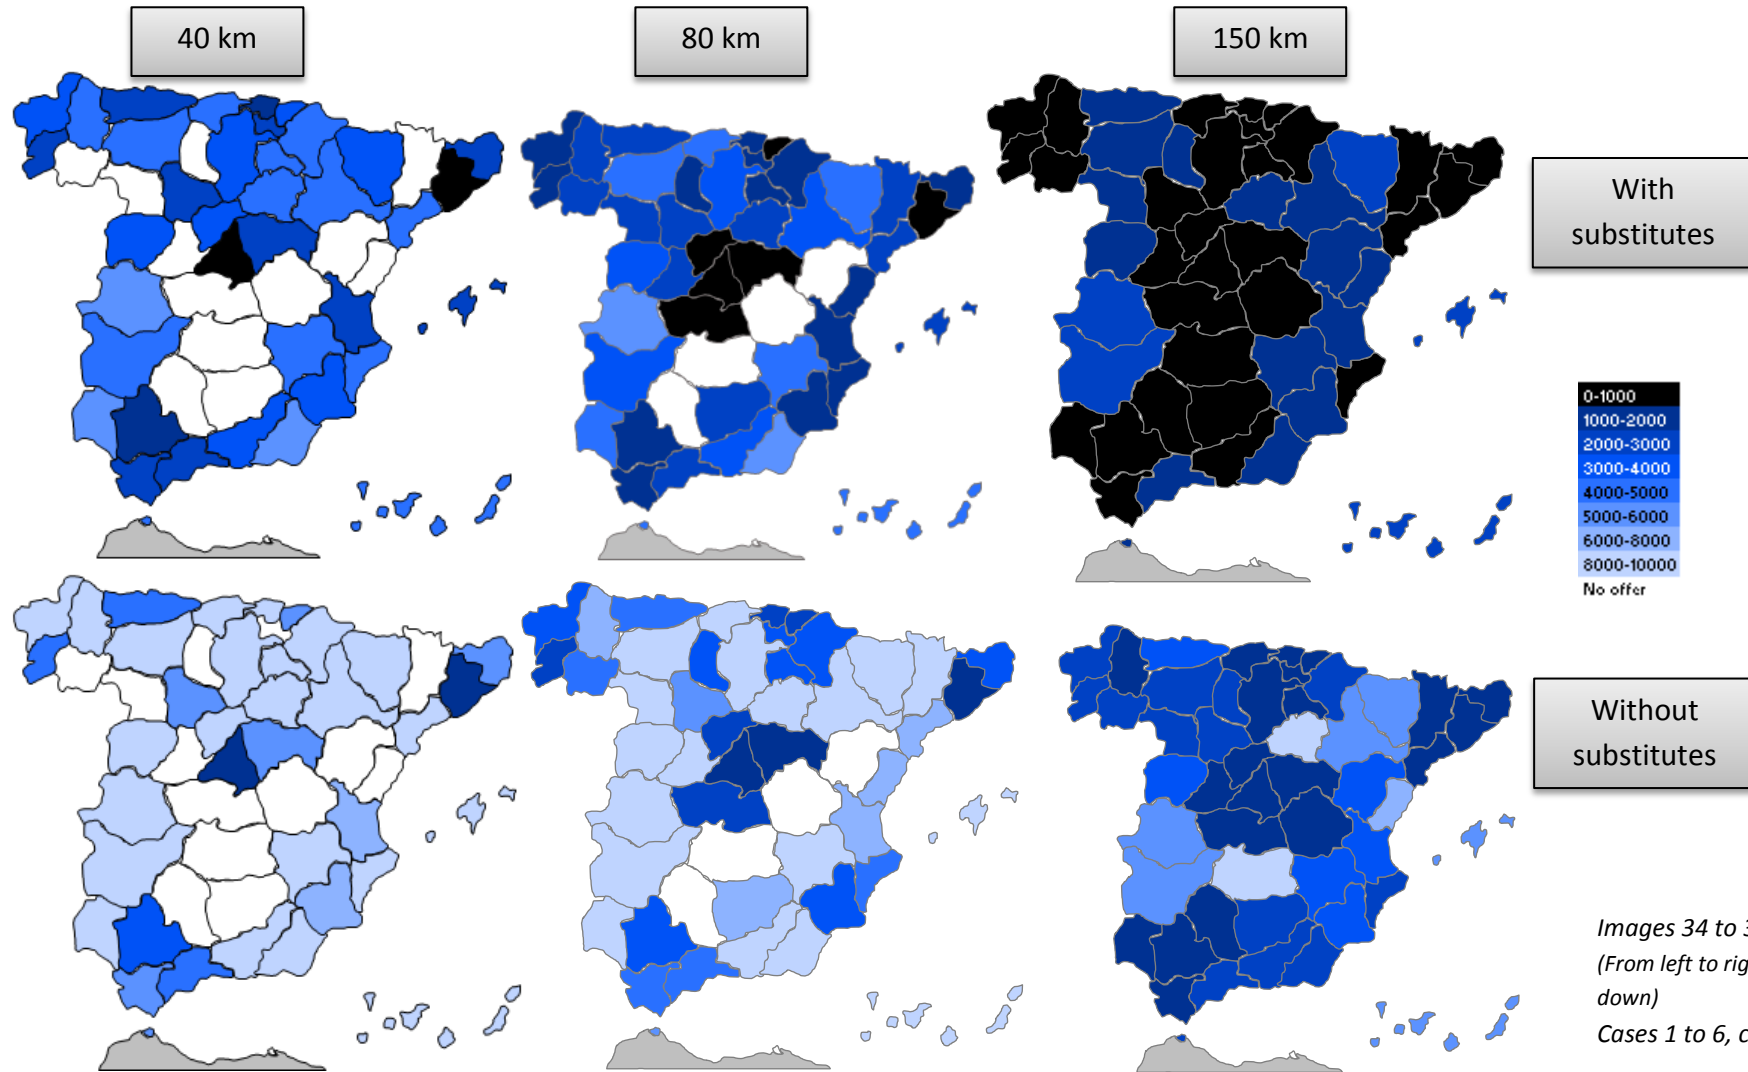 40 km
80 km
150 km
With
substitutes
0-1000
1000-2000
2000-3000
3000-4000
4000-5000
5000-6000
6000-8000
8000-10000
No offer
Without
substitutes
Images 34 to 3
(From left to rig
down)
Cases 1 to 6, c